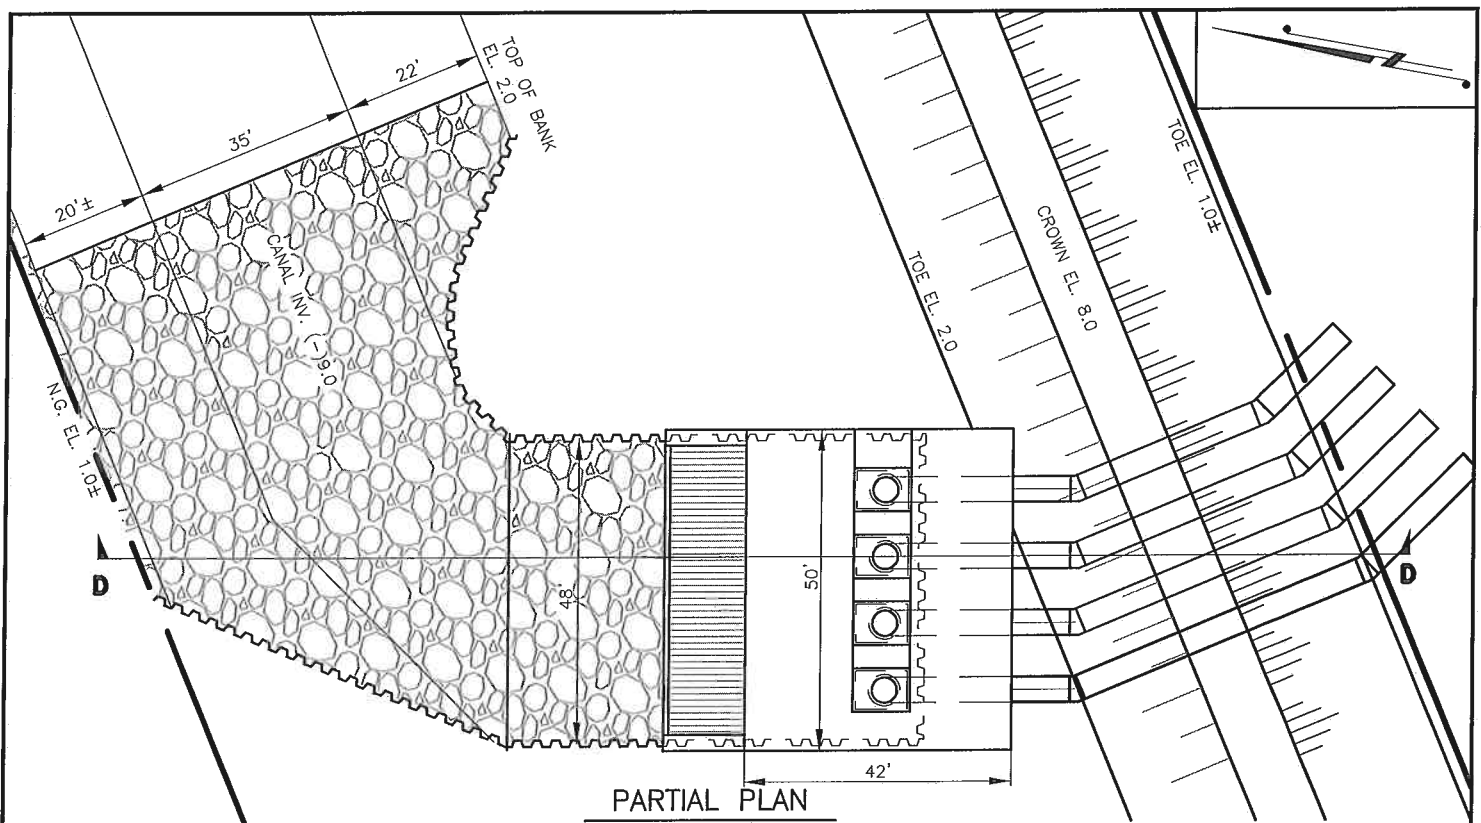 22'
TOP OF BANK
EL. 2.0
35'
20'±
TOE EL. 1.0±
CANAL INV. (-)9.0
CROWN EL. 8.0
TOE EL. 2.0
N.G. EL. 1.0±
D
48'
50'
D
42'
PARTIAL PLAN